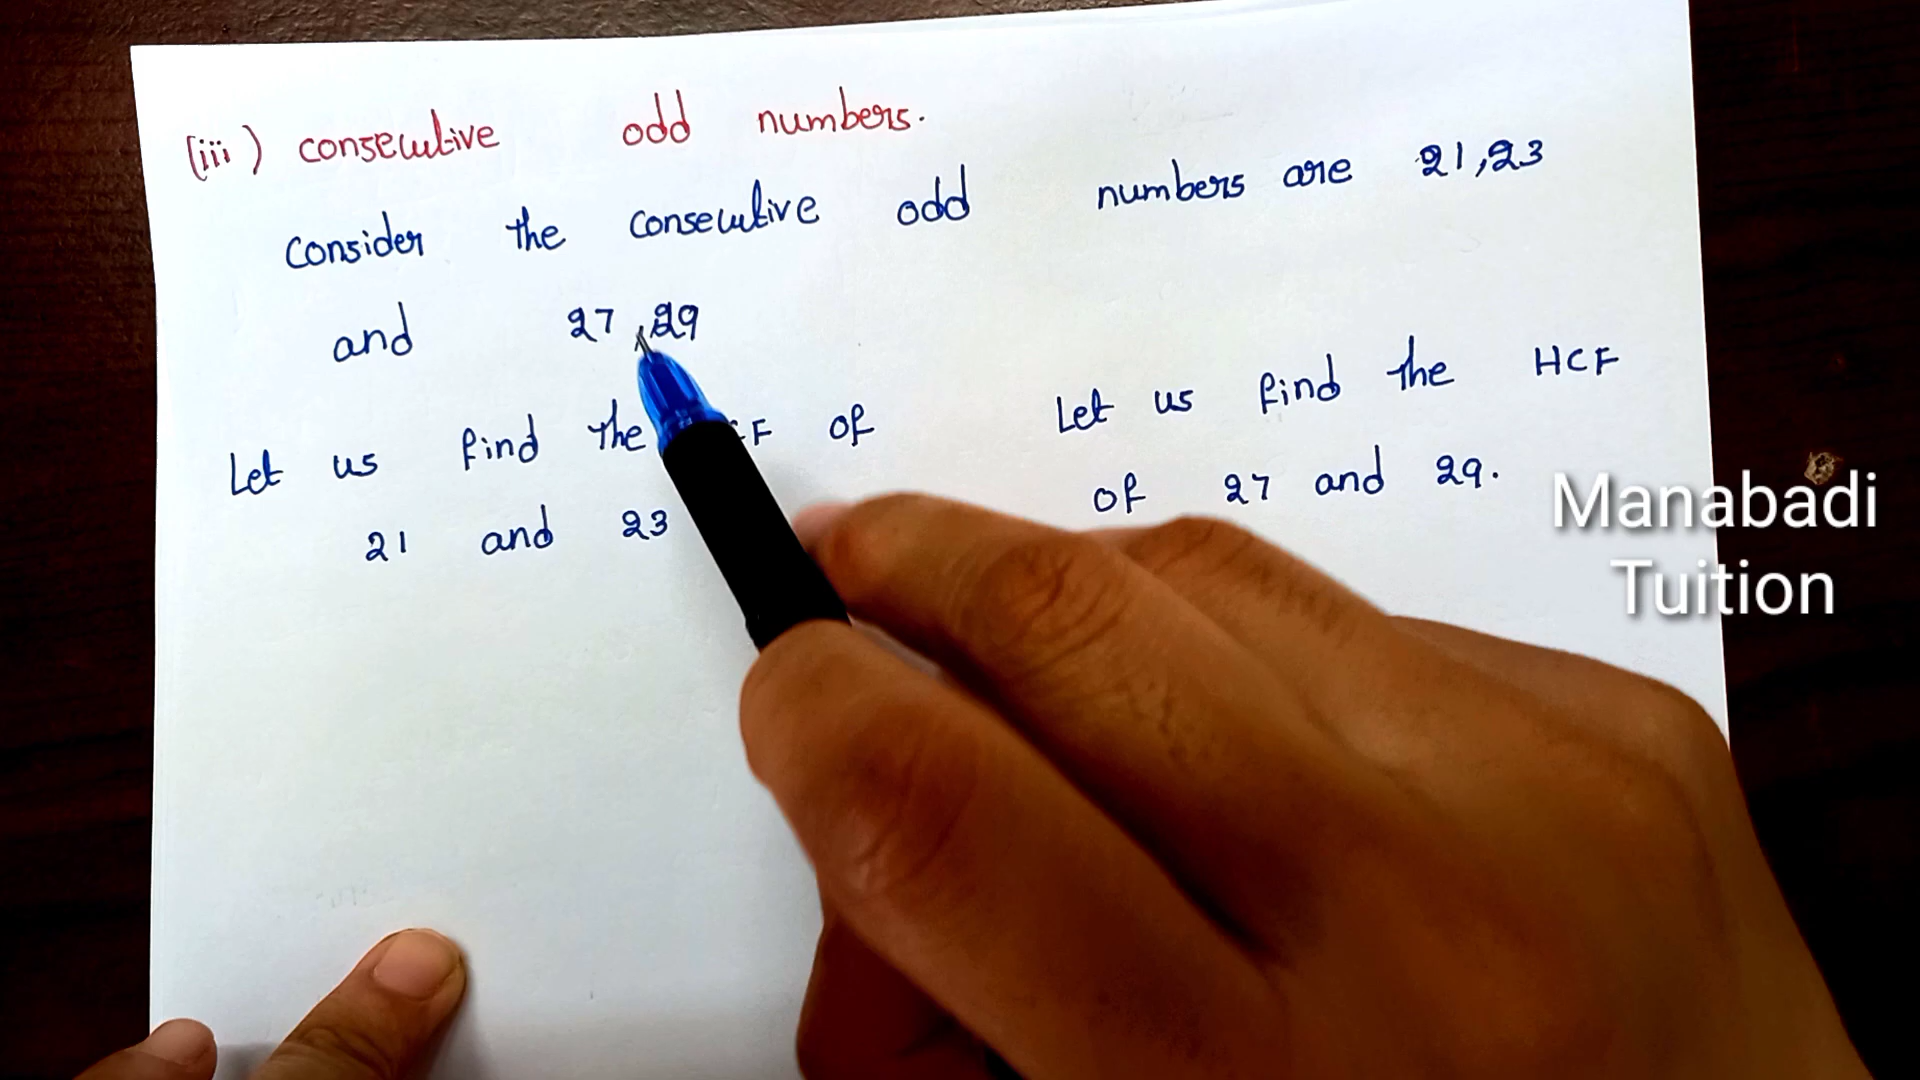 (iii) consecutive odd numbers.
Consider the consecutive odd numbers are 21,23
and 27,29
Let us find the of
21 and 23
Let us find the HCF
of 27 and 29.
Manabadi
Tuition